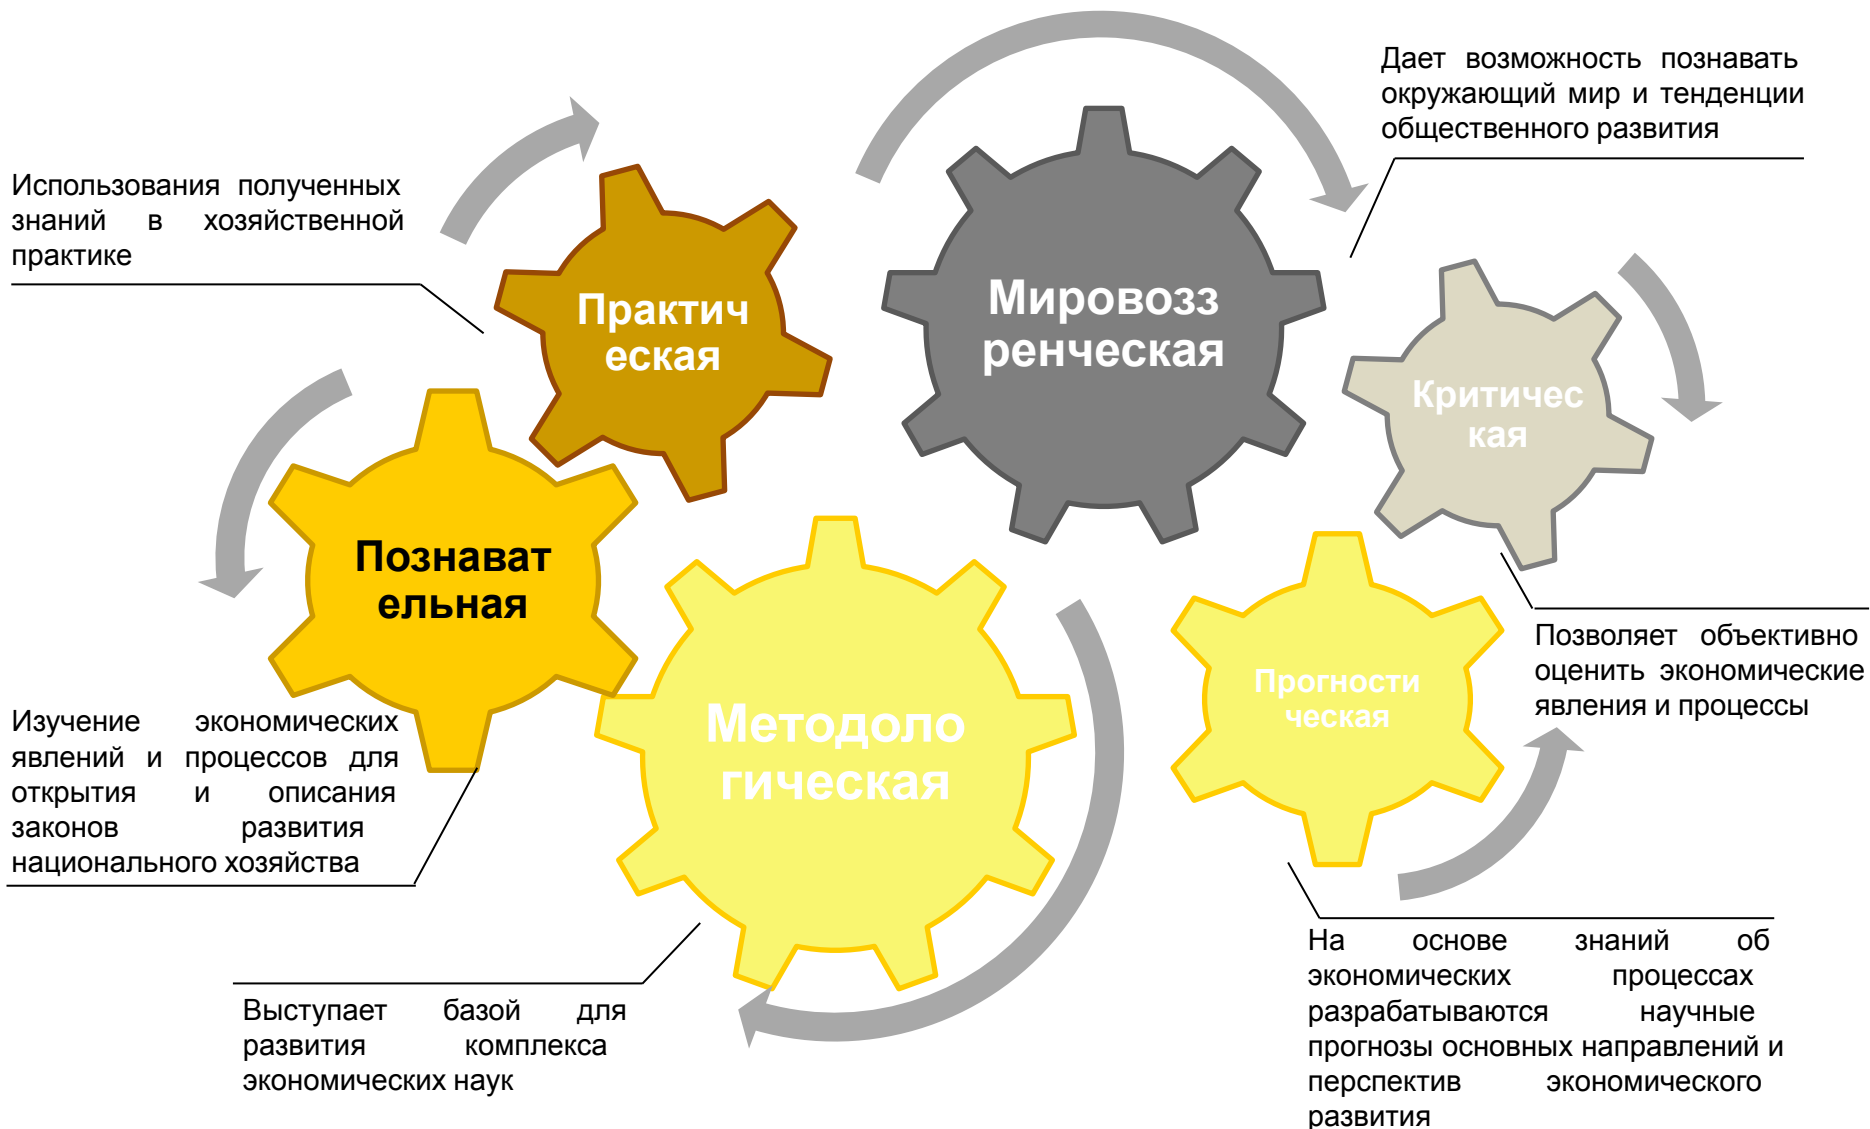 Дает возможность познавать
окружающий мир и тенденции
общественного развития
Использования полученных
знаний в хозяйственной
практике
Практич
еская
Мировозз
ренческая
Критичес
кая
Познават
ельная
Методоло
гическая
Прогности
ческая
Позволяет объективно
оценить экономические
явления и процессы
Изучение экономических
явлений и процессов для
открытия и описания
законов развития
национального хозяйства
Выступает базой для
развития комплекса
экономических наук
На основе знаний об
экономических процессах
разрабатываются научные
прогнозы основных направлений и
перспектив экономического
развития